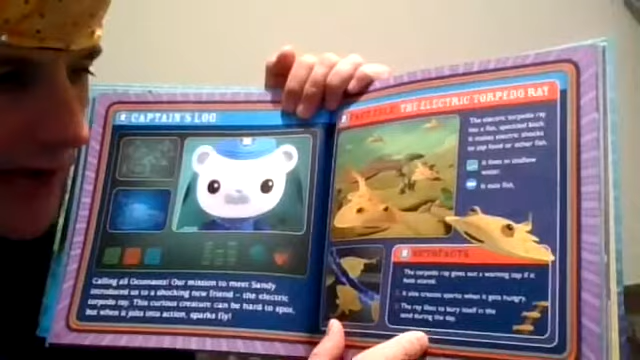 CAPTAIN'S LOG
Calling all Octonauts! Our mission to meet Sandy
introduced us to a shocking new friend – the electric
torpedo ray. This curious creature can be hard to spot,
but when it jolts into action, sparks fly!
THE ELECTRIC TORPEDO RAY
The electric torpedo ray
has a flat, spotted back.
It makes electric shocks
to zap food or other fish.
It lives in shallow
water.
It eats fish.
OCTOFACTS
The torpedo ray gives out a warning zap if it
feels scared.
It also creates sparks when it gets hungry.
The ray likes to bury itself in the
sand during the day.